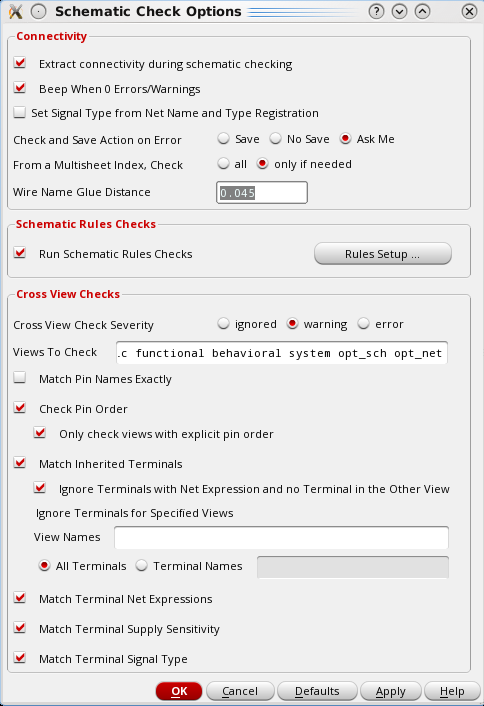 Schematic Check Options
Connectivity
Extract connectivity during schematic checking
Beep When 0 Errors/Warnings
Set Signal Type from Net Name and Type Registration
Check and Save Action on Error Save No Save Ask Me
From a Multisheet Index, Check all only if needed
Wire Name Glue Distance 0.045
Schematic Rules Checks
Run Schematic Rules Checks Rules Setup ...
Cross View Checks
Cross View Check Severity ignored warning error
Views To Check .c functional behavioral system opt_sch opt_net
Match Pin Names Exactly
Check Pin Order
Only check views with explicit pin order
Match Inherited Terminals
Ignore Terminals with Net Expression and no Terminal in the Other View
Ignore Terminals for Specified Views
View Names
All Terminals Terminal Names
Match Terminal Net Expressions
Match Terminal Supply Sensitivity
Match Terminal Signal Type
OK Cancel Defaults Apply Help